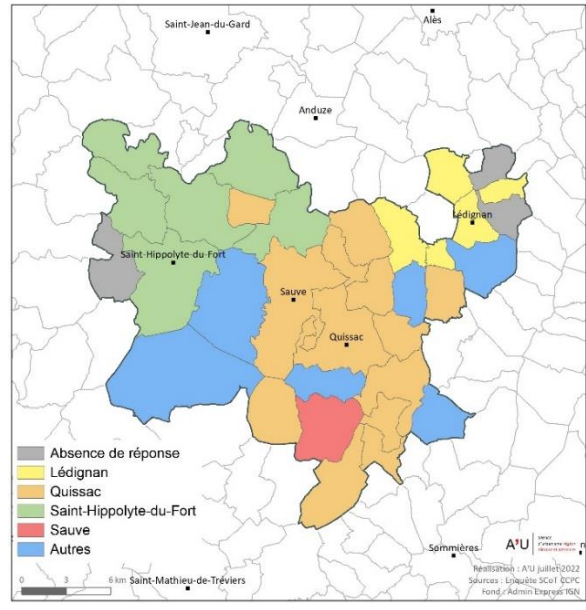 Saint-Jean-du-Gard
Alès
Anduze
Lédignan
Saint-Hippolyte-du-Fort
Sauve
Quissac
Absence de réponse
Lédignan
Quissac
Saint-Hippolyte-du-Fort
Sauve
Autres
Sommières
A'U
0 3 6 km
Saint-Mathieu-de-Tréviers
Réalisation : A'U juillet 2022
Sources : Enquête SCoT CCPC
Fond : Admin Express IGN